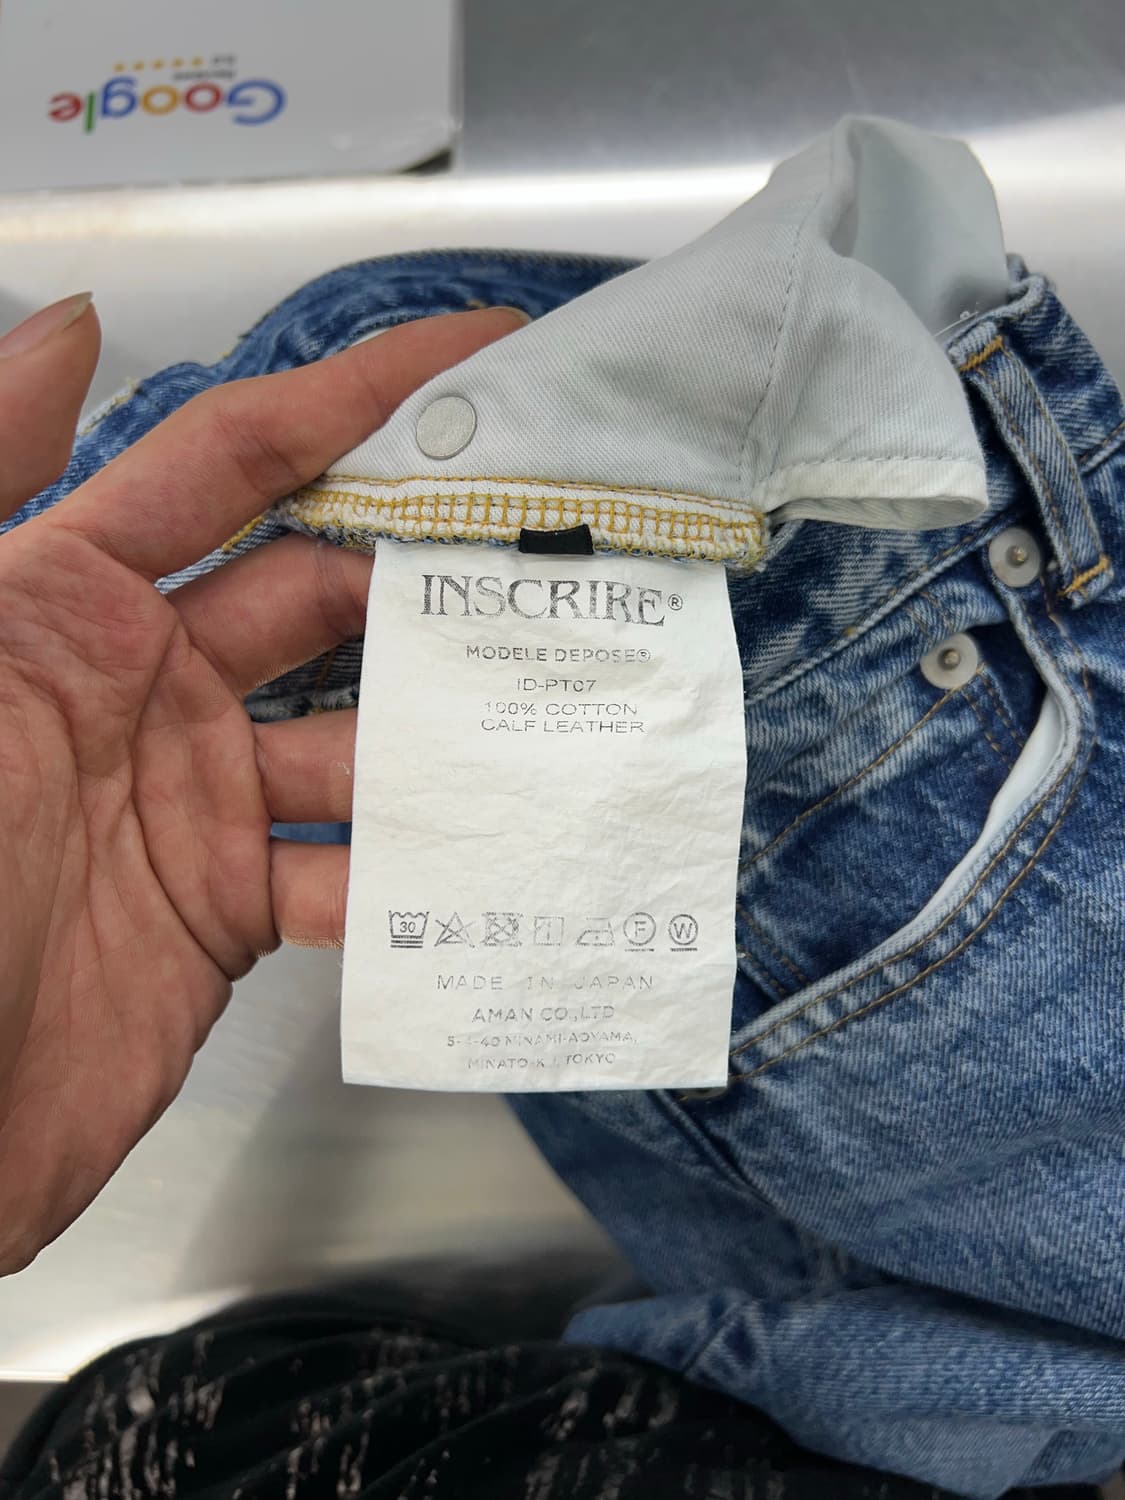 Google
INSCRIRE®
MODELE DEPOSE®
ID-PT07
100% COTTON
CALF LEATHER
30
F
W
MADE IN JAPAN
AMAN CO.,LTD
MINAMI-AOYAMA,
TOKYO